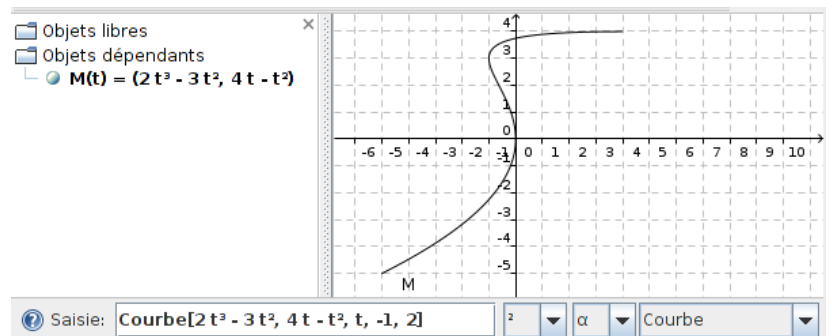 Objets libres ×
Objets dépendants
M(t) = (2 t³ - 3 t², 4 t - t²)
4
3
2
1
0
-6 -5 -4 -3 -2 -1 0 1 2 3 4 5 6 7 8 9 10
-1
-2
-3
-4
-5
M
Saisie: Courbe[2 t³ - 3 t², 4 t - t², t, -1, 2] ² α Courbe